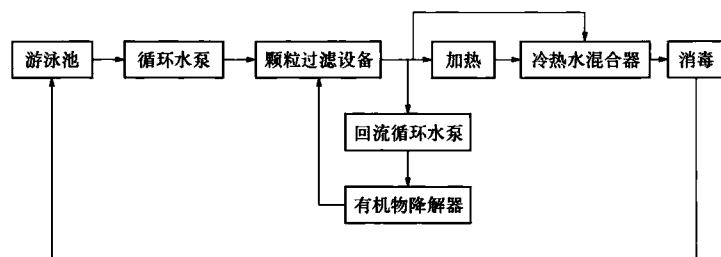 游泳池
循环水泵
颗粒过滤设备
加热
冷热水混合器
消毒
回流循环水泵
有机物降解器